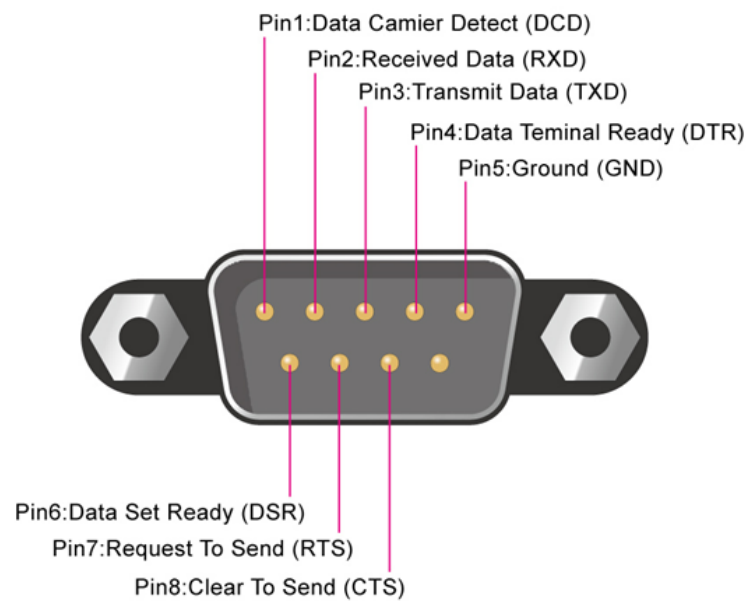 Pin1:Data Camier Detect (DCD)
Pin2:Received Data (RXD)
Pin3:Transmit Data (TXD)
Pin4:Data Teminal Ready (DTR)
Pin5:Ground (GND)
Pin6:Data Set Ready (DSR)
Pin7:Request To Send (RTS)
Pin8:Clear To Send (CTS)